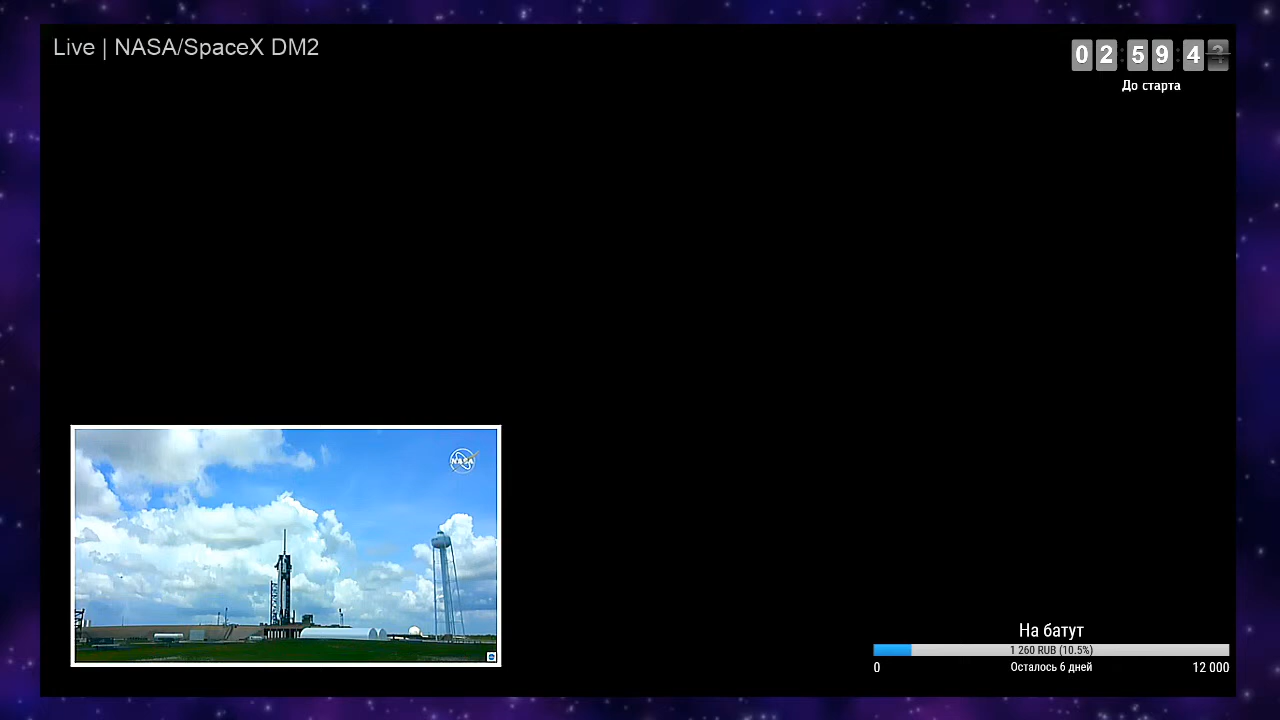 Live | NASA/SpaceX DM2
02:59:4
До старта
NASA
На батут
1 260 RUB (10.5%)
0
Осталось 6 дней
12 000